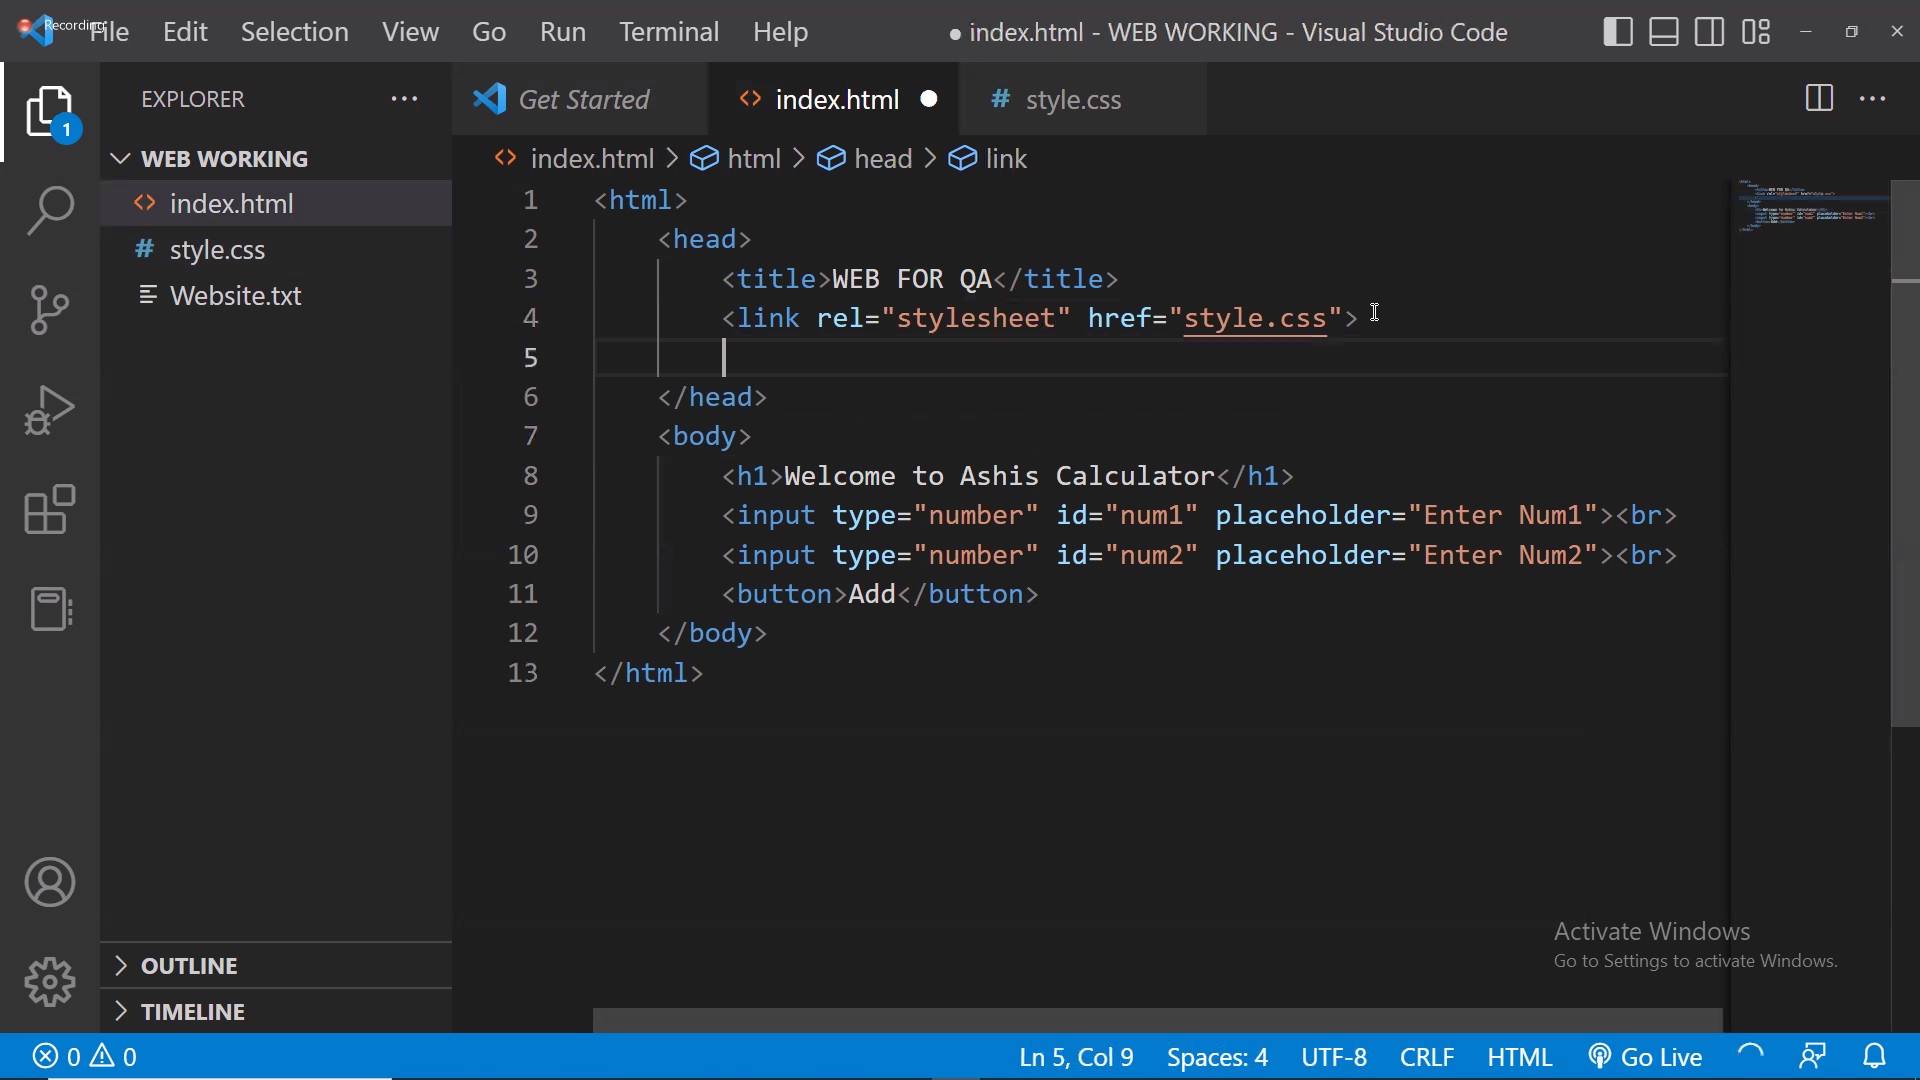 Recording
File Edit Selection View Go Run Terminal Help
● index.html - WEB WORKING - Visual Studio Code
EXPLORER
Get Started
index.html
style.css
1
WEB WORKING
index.html
style.css
Website.txt
index.html > html > head > link
1 <html>
2 <head>
3 <title>WEB FOR QA</title>
4 <link rel="stylesheet" href="style.css">
5
6 </head>
7 <body>
8 <h1>Welcome to Ashis Calculator</h1>
9 <input type="number" id="num1" placeholder="Enter Num1"><br>
10 <input type="number" id="num2" placeholder="Enter Num2"><br>
11 <button>Add</button>
12 </body>
13 </html>
Activate Windows
Go to Settings to activate Windows.
OUTLINE
TIMELINE
0 0 Ln 5, Col 9 Spaces: 4 UTF-8 CRLF HTML Go Live